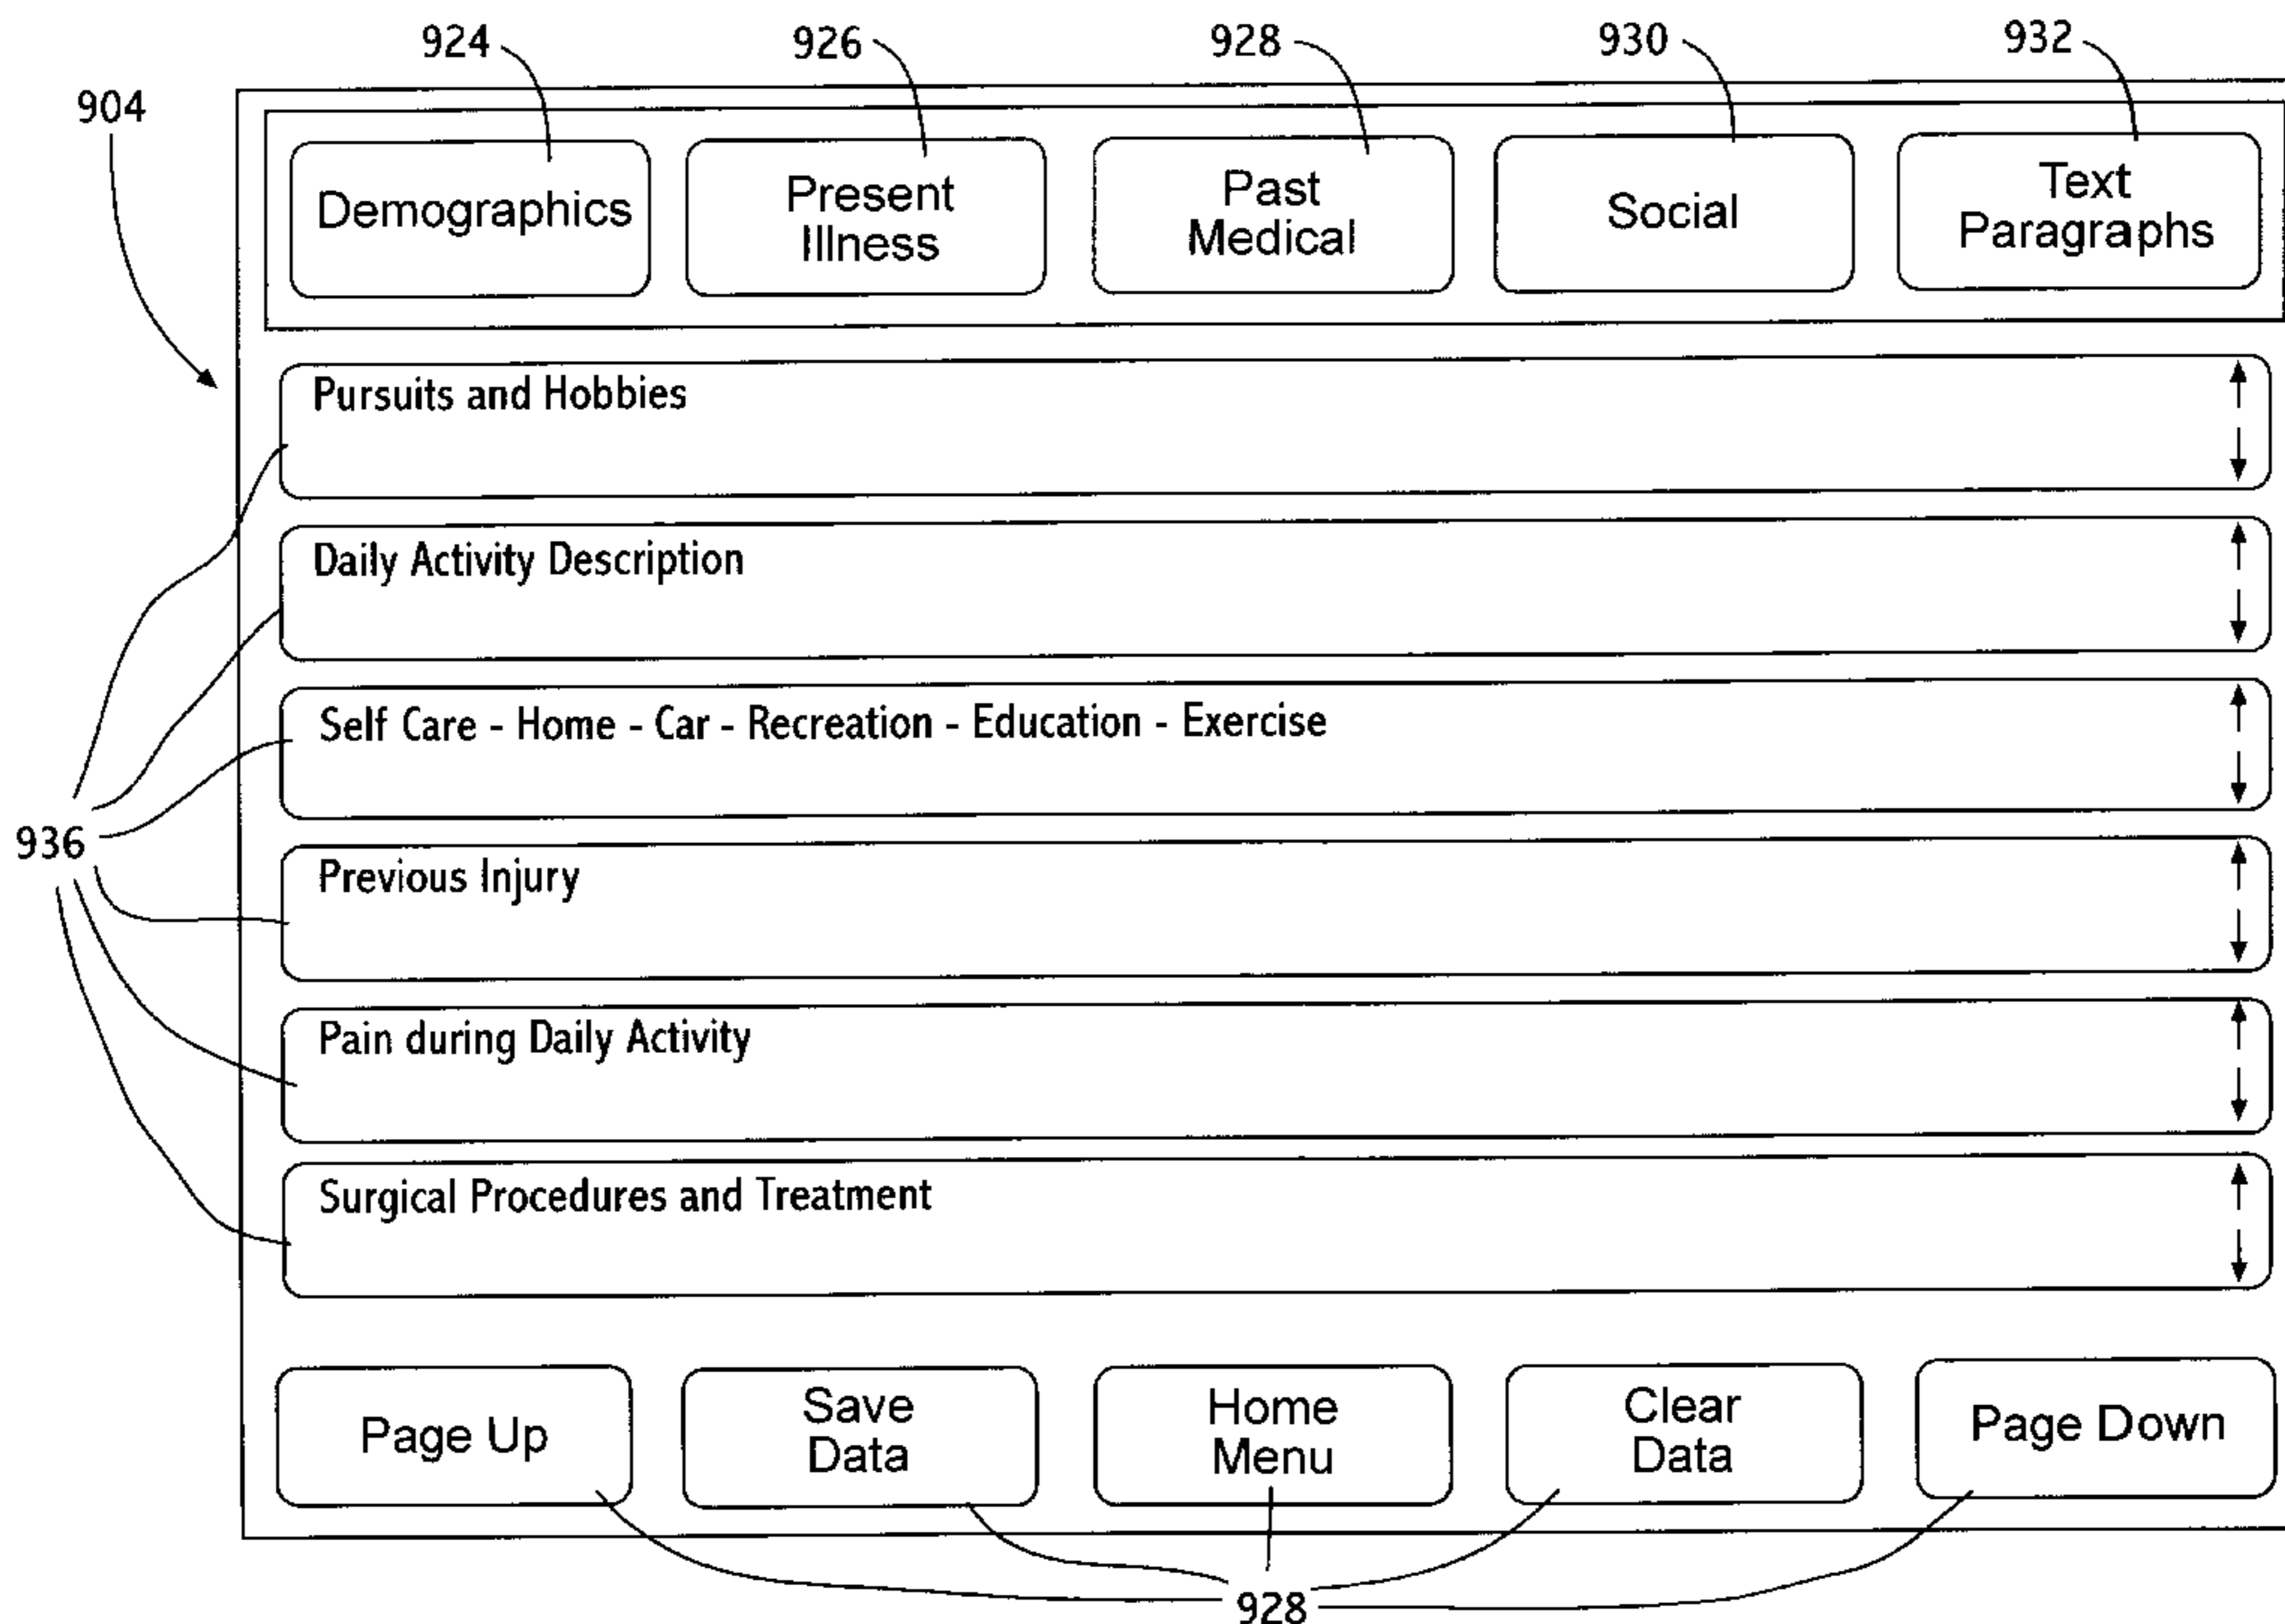 924 926 928 930 932
904
Demographics
Present
Illness
Past
Medical
Social
Text
Paragraphs
Pursuits and Hobbies
Daily Activity Description
Self Care - Home - Car - Recreation - Education - Exercise
936
Previous Injury
Pain during Daily Activity
Surgical Procedures and Treatment
Page Up
Save
Data
Home
Menu
Clear
Data
Page Down
928